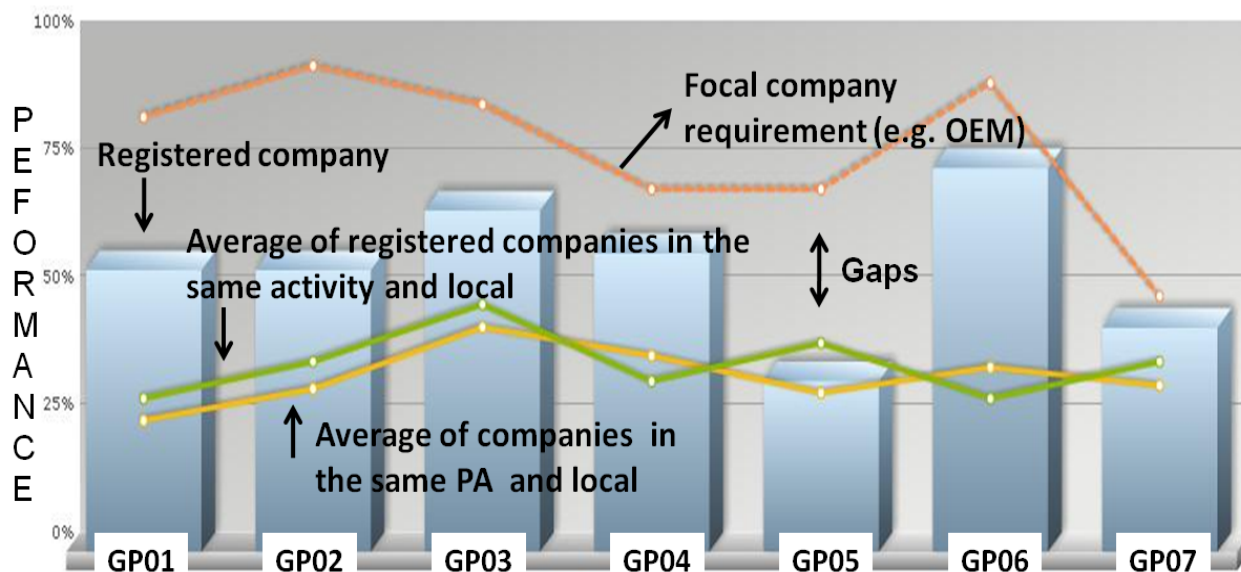 100%
PEFORMANCE
Focal company
requirement (e.g. OEM)
75%
Registered company
Average of registered companies in the
same activity and local
50%
Gaps
25%
Average of companies in
the same PA and local
0%
GP01 GP02 GP03 GP04 GP05 GP06 GP07